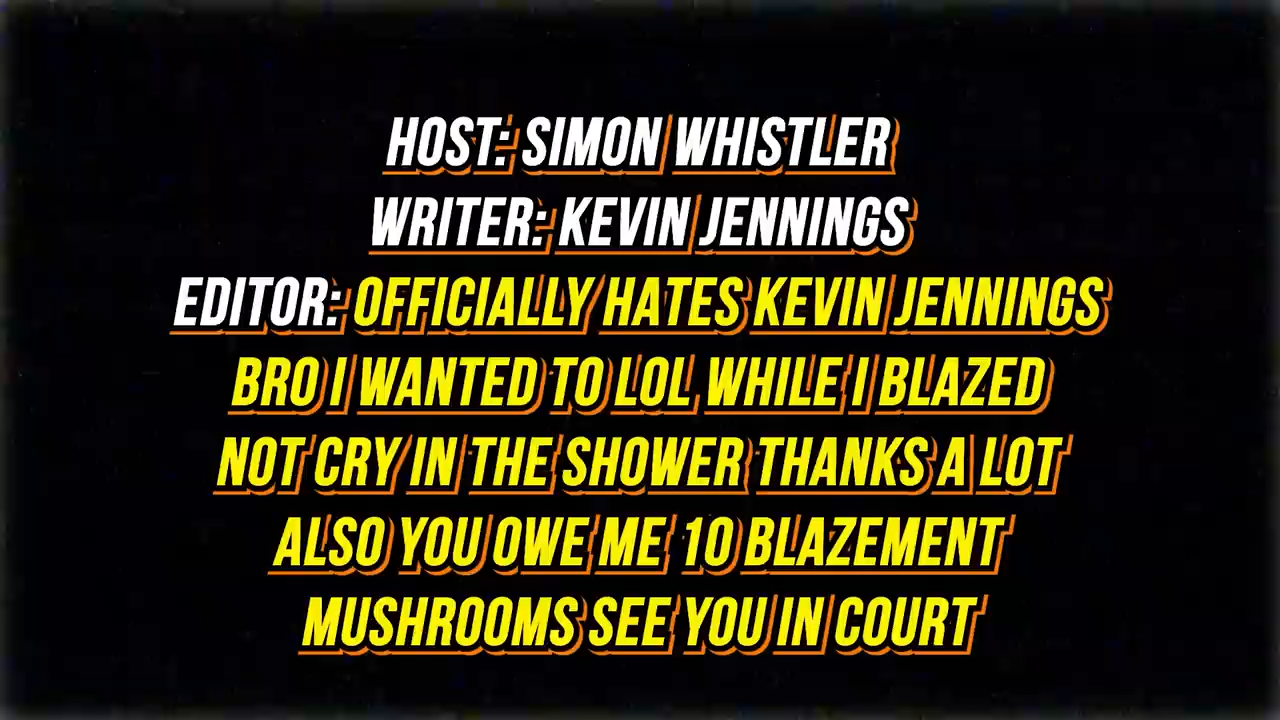 HOST: SIMON WHISTLER
WRITER: KEVIN JENNINGS
EDITOR: OFFICIALLY HATES KEVIN JENNINGS
BRO I WANTED TO LOL WHILE I BLAZED
NOT CRY IN THE SHOWER THANKS A LOT
ALSO YOU OWE ME 10 BLAZEMENT
MUSHROOMS SEE YOU IN COURT